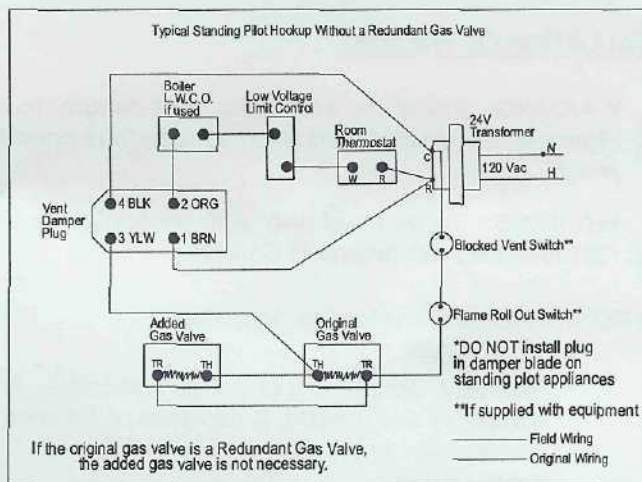 Typical Standing Pilot Hookup Without a Redundant Gas Valve
Boiler
L.W.C.O.
if used
Low Voltage
Limit Control
Room
Thermostat
W
R
24V
Transformer
C
R
120 Vac
N
H
Vent
Damper
Plug
4 BLK
2 ORG
3 YLW
1 BRN
Blocked Vent Switch**
Flame Roll Out Switch**
Added
Gas Valve
TR
TH
Original
Gas Valve
TH
TR
*DO NOT install plug
in damper blade on
standing plot appliances
**If supplied with equipment
Field Wiring
Original Wiring
If the original gas valve is a Redundant Gas Valve,
the added gas valve is not necessary.